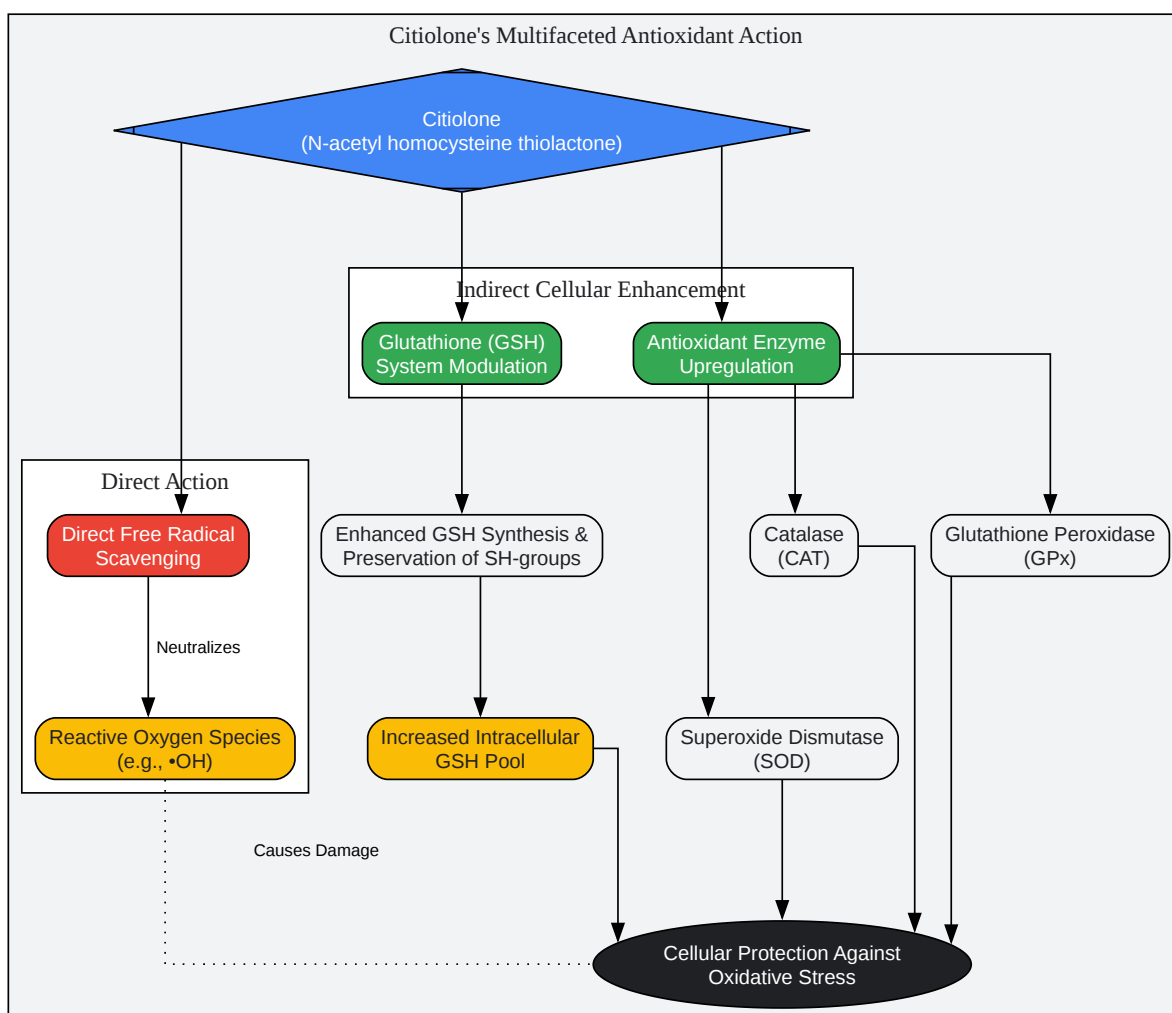 Citiolone's Multifaceted Antioxidant Action
Citiolone
(N-acetyl homocysteine thiolactone)
Indirect Cellular Enhancement
Glutathione (GSH)
System Modulation
Antioxidant Enzyme
Upregulation
Direct Action
Direct Free Radical
Scavenging
Enhanced GSH Synthesis &
Preservation of SH-groups
Catalase
(CAT)
Glutathione Peroxidase
(GPx)
Neutralizes
Reactive Oxygen Species
(e.g., •OH)
Increased Intracellular
GSH Pool
Superoxide Dismutase
(SOD)
Causes Damage
Cellular Protection Against
Oxidative Stress